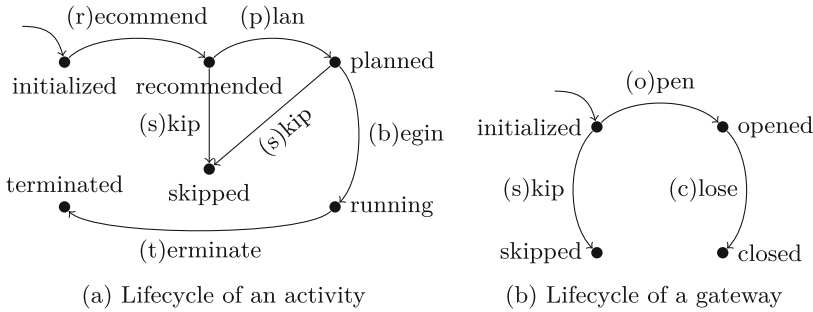 (r)ecommend
(p)lan
initialized
recommended
planned
(s)kip
(s)kip
(b)egin
skipped
terminated
running
(t)erminate
(a) Lifecycle of an activity
(o)pen
initialized
opened
(s)kip
(c)lose
skipped
closed
(b) Lifecycle of a gateway